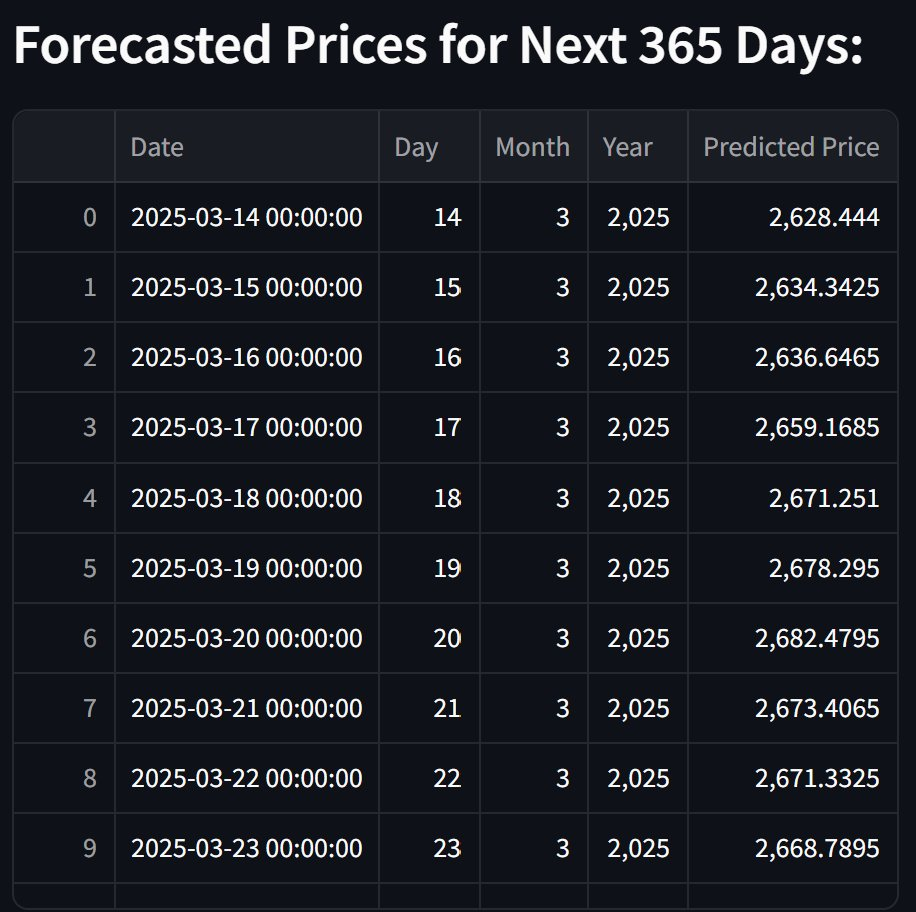 Forecasted Prices for Next 365 Days:
Date Day Month Year Predicted Price
0 2025-03-14 00:00:00 14 3 2,025 2,628.444
1 2025-03-15 00:00:00 15 3 2,025 2,634.3425
2 2025-03-16 00:00:00 16 3 2,025 2,636.6465
3 2025-03-17 00:00:00 17 3 2,025 2,659.1685
4 2025-03-18 00:00:00 18 3 2,025 2,671.251
5 2025-03-19 00:00:00 19 3 2,025 2,678.295
6 2025-03-20 00:00:00 20 3 2,025 2,682.4795
7 2025-03-21 00:00:00 21 3 2,025 2,673.4065
8 2025-03-22 00:00:00 22 3 2,025 2,671.3325
9 2025-03-23 00:00:00 23 3 2,025 2,668.7895